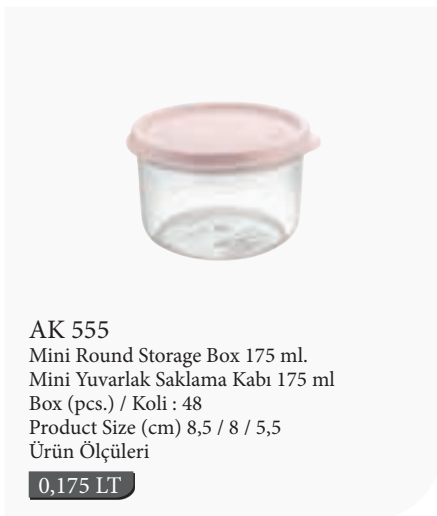 AK 555
Mini Round Storage Box 175 ml.
Mini Yuvarlak Saklama Kabı 175 ml
Box (pcs.) / Koli : 48
Product Size (cm) 8,5 / 8 / 5,5
Ürün Ölçüleri
0,175 LT